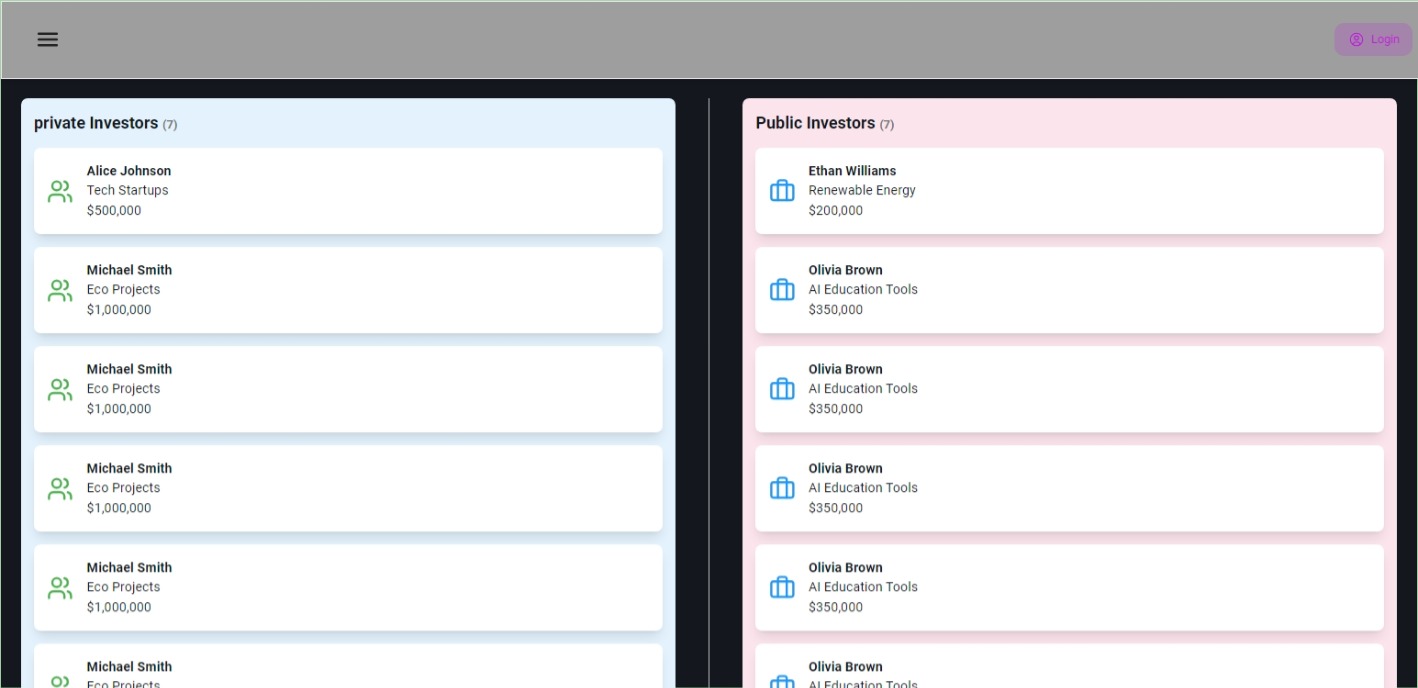 Login
private Investors (7)
Alice Johnson
Tech Startups
$500,000
Michael Smith
Eco Projects
$1,000,000
Michael Smith
Eco Projects
$1,000,000
Michael Smith
Eco Projects
$1,000,000
Michael Smith
Eco Projects
$1,000,000
Michael Smith
Eco Projects
Public Investors (7)
Ethan Williams
Renewable Energy
$200,000
Olivia Brown
AI Education Tools
$350,000
Olivia Brown
AI Education Tools
$350,000
Olivia Brown
AI Education Tools
$350,000
Olivia Brown
AI Education Tools
$350,000
Olivia Brown
AI Education Tools